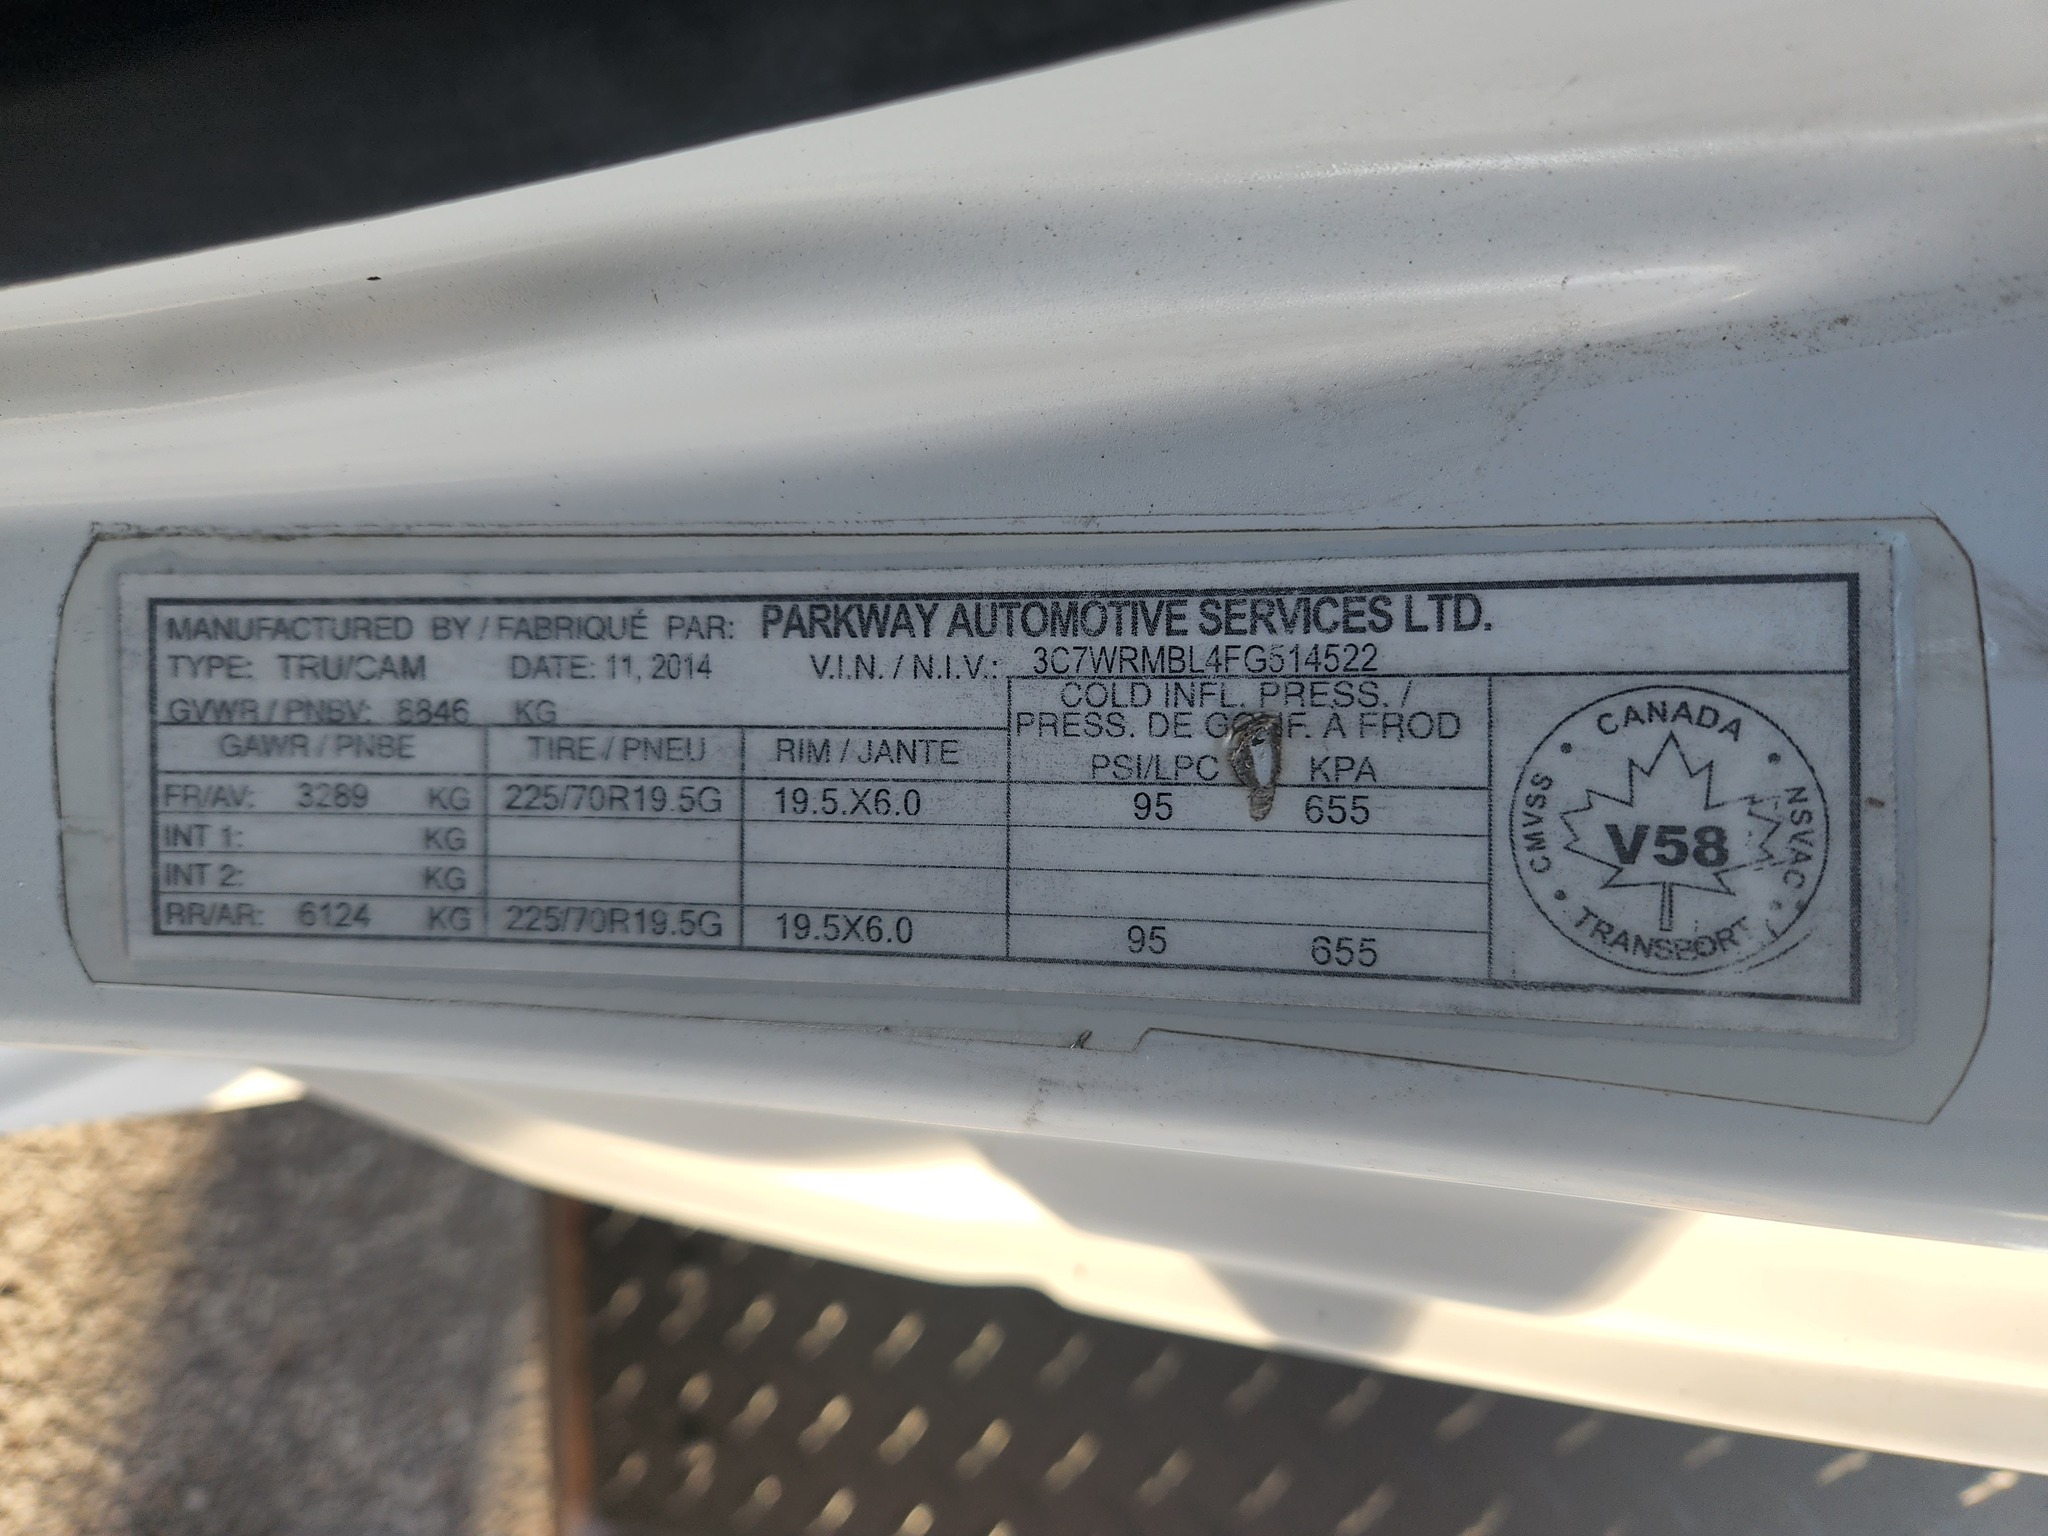 MANUFACTURED BY / FABRIQUÉ PAR: PARKWAY AUTOMOTIVE SERVICES LTD.
TYPE: TRU/CAM DATE: 11, 2014 V.I.N. / N.I.V.: 3C7WRMBL4FG514522
GVWR / PNBV: 8846 KG
COLD INFL. PRESS. /
PRESS. DE A FROD
GAWR / PNBE TIRE / PNEU RIM / JANTE PSI/LPC KPA
FR/AV: 3289 KG 225/70R19.5G 19.5.X6.0 95 655
INT 1: KG
INT 2: KG
RR/AR: 6124 KG 225/70R19.5G 19.5X6.0 95 655
CANADA
CMVSS
V58
NSVAC
TRANSPORT